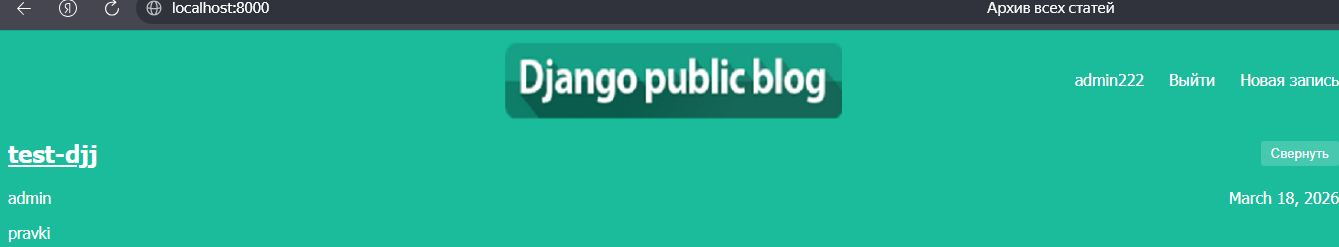 localhost:8000 Архив всех статей
Django public blog
admin222 Выйти Новая запись
test-djj Свернуть
admin March 18, 2026
pravki